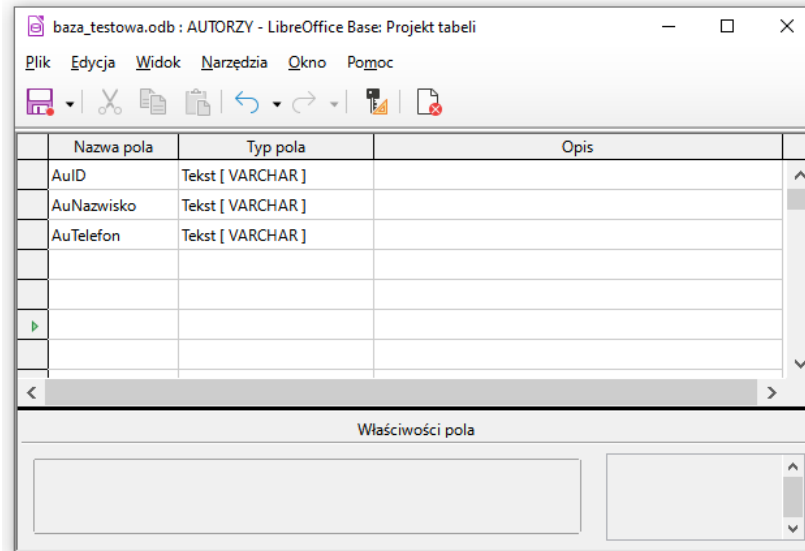 baza_testowa.odb : AUTORZY - LibreOffice Base: Projekt tabeli
Plik Edycja Widok Narzędzia Okno Pomoc
Nazwa pola Typ pola Opis
AuID Tekst [ VARCHAR ]
AuNazwisko Tekst [ VARCHAR ]
AuTelefon Tekst [ VARCHAR ]
Właściwości pola